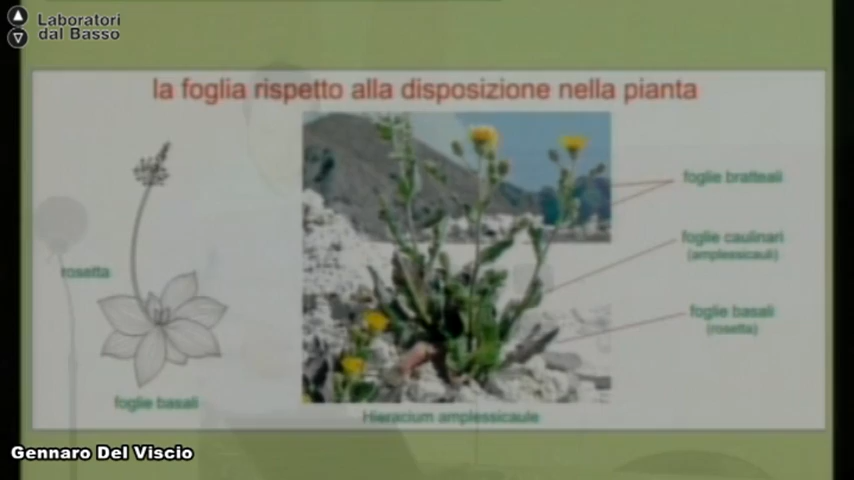 Laboratori
dal Basso
la foglia rispetto alla disposizione nella pianta
foglie bratteali
foglie caulinari
(amplessicauli)
rosetta
foglie basali
(rosetta)
foglie basali
Hieracium amplessicaule
Gennaro Del Viscio